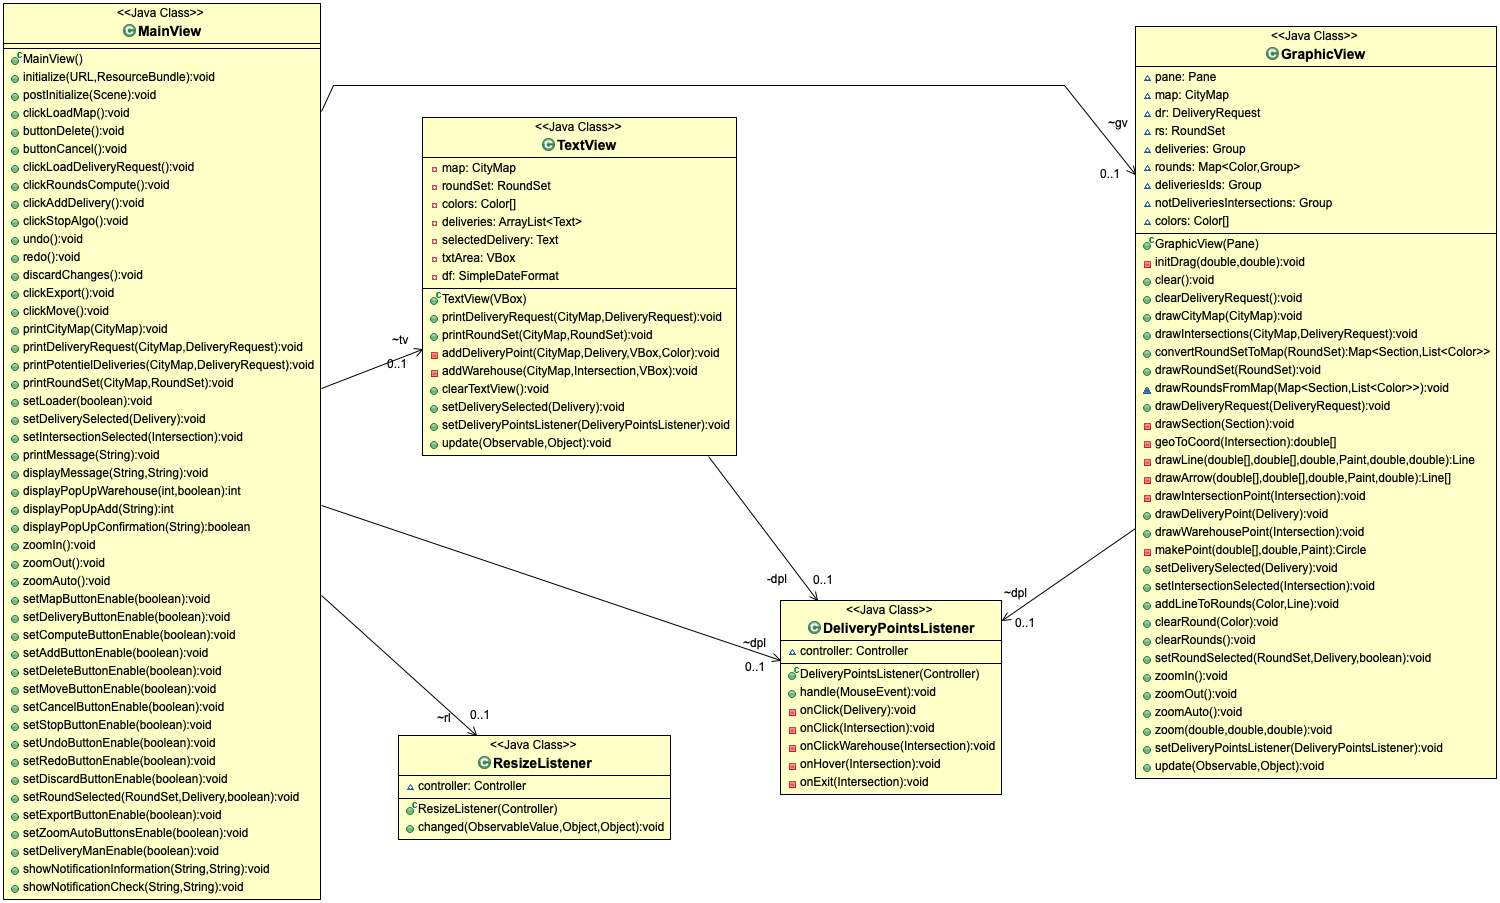 <<Java Class>>
MainView
MainView()
initialize(URL,ResourceBundle):void
postInitialize(Scene):void
clickLoadMap():void
buttonDelete():void
buttonCancel():void
clickLoadDeliveryRequest():void
clickRoundsCompute():void
clickAddDelivery():void
clickStopAlgo():void
undo():void
redo():void
discardChanges():void
clickExport():void
clickMove():void
printCityMap(CityMap):void
printDeliveryRequest(CityMap,DeliveryRequest):void
printPotentielDeliveries(CityMap,DeliveryRequest):void
printRoundSet(CityMap,RoundSet):void
setLoader(boolean):void
setDeliverySelected(Delivery):void
setIntersectionSelected(Intersection):void
printMessage(String):void
displayMessage(String,String):void
displayPopUpWarehouse(int,boolean):int
displayPopUpAdd(String):int
displayPopUpConfirmation(String):boolean
zoomIn():void
zoomOut():void
zoomAuto():void
setMapButtonEnable(boolean):void
setDeliveryButtonEnable(boolean):void
setComputeButtonEnable(boolean):void
setAddButtonEnable(boolean):void
setDeleteButtonEnable(boolean):void
setMoveButtonEnable(boolean):void
setCancelButtonEnable(boolean):void
setStopButtonEnable(boolean):void
setUndoButtonEnable(boolean):void
setRedoButtonEnable(boolean):void
setDiscardButtonEnable(boolean):void
setRoundSelected(RoundSet,Delivery,boolean):void
setExportButtonEnable(boolean):void
setZoomAutoButtonsEnable(boolean):void
setDeliveryManEnable(boolean):void
showNotificationInformation(String,String):void
showNotificationCheck(String,String):void
~tv
0..1
<<Java Class>>
TextView
map: CityMap
roundSet: RoundSet
colors: Color[]
deliveries: ArrayList<Text>
selectedDelivery: Text
txtArea: VBox
df: SimpleDateFormat
TextView(VBox)
printDeliveryRequest(CityMap,DeliveryRequest):void
printRoundSet(CityMap,RoundSet):void
addDeliveryPoint(CityMap,Delivery,VBox,Color):void
addWarehouse(CityMap,Intersection,VBox):void
clearTextView():void
setDeliverySelected(Delivery):void
setDeliveryPointsListener(DeliveryPointsListener):void
update(Observable,Object):void
~rl
0..1
<<Java Class>>
ResizeListener
controller: Controller
ResizeListener(Controller)
changed(ObservableValue,Object,Object):void
-dpl
0..1
~dpl
0..1
~dpl
0..1
<<Java Class>>
DeliveryPointsListener
controller: Controller
DeliveryPointsListener(Controller)
handle(MouseEvent):void
onClick(Delivery):void
onClick(Intersection):void
onClickWarehouse(Intersection):void
onHover(Intersection):void
onExit(Intersection):void
~gv
0..1
<<Java Class>>
GraphicView
pane: Pane
map: CityMap
dr: DeliveryRequest
rs: RoundSet
deliveries: Group
rounds: Map<Color,Group>
deliveriesIds: Group
notDeliveriesIntersections: Group
colors: Color[]
GraphicView(Pane)
initDrag(double,double):void
clear():void
clearDeliveryRequest():void
drawCityMap(CityMap):void
drawIntersections(CityMap,DeliveryRequest):void
convertRoundSetToMap(RoundSet):Map<Section,List<Color>>
drawRoundSet(RoundSet):void
drawRoundsFromMap(Map<Section,List<Color>>):void
drawDeliveryRequest(DeliveryRequest):void
drawSection(Section):void
geoToCoord(Intersection):double[]
drawLine(double[],double[],double,Paint,double,double):Line
drawArrow(double[],double[],double,Paint,double):Line[]
drawIntersectionPoint(Intersection):void
drawDeliveryPoint(Delivery):void
drawWarehousePoint(Intersection):void
makePoint(double[],double,Paint):Circle
setDeliverySelected(Delivery):void
setIntersectionSelected(Intersection):void
addLineToRounds(Color,Line):void
clearRound(Color):void
clearRounds():void
setRoundSelected(RoundSet,Delivery,boolean):void
zoomIn():void
zoomOut():void
zoomAuto():void
zoom(double,double,double):void
setDeliveryPointsListener(DeliveryPointsListener):void
update(Observable,Object):void